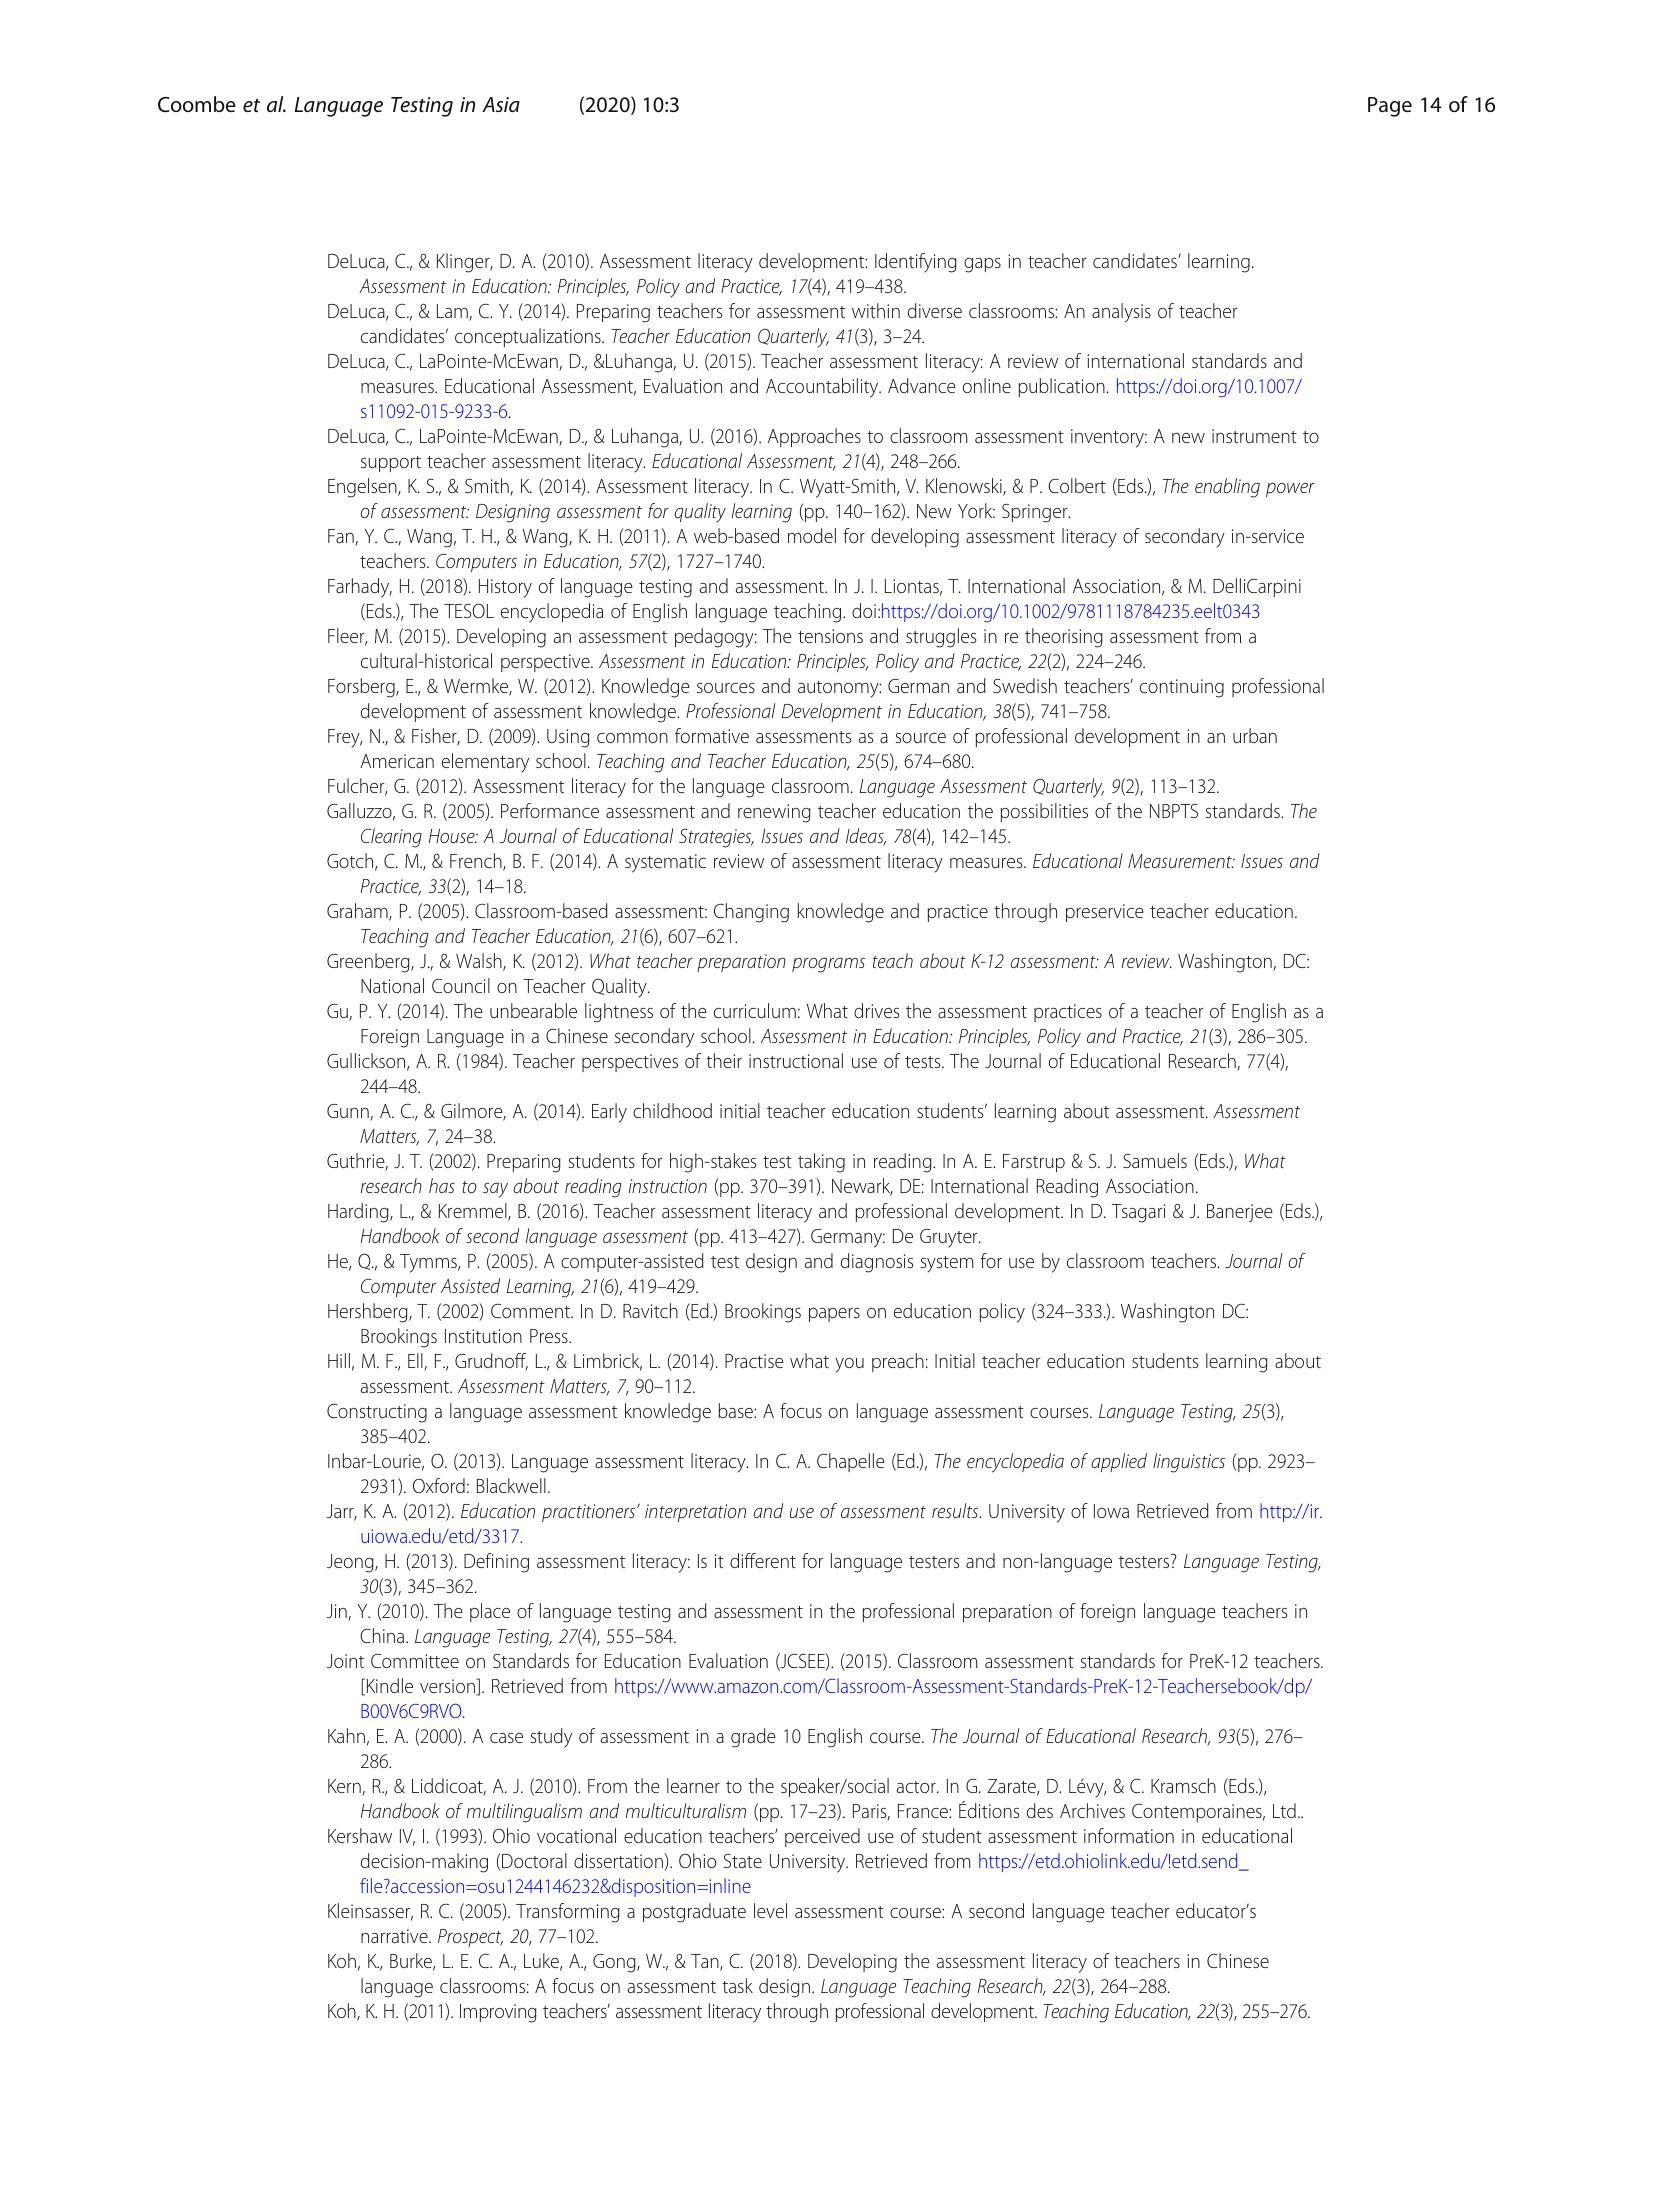 Coombe et al. Language Testing in Asia (2020) 10:3 Page 14 of 16
DeLuca, C., & Klinger, D. A. (2010). Assessment literacy development: Identifying gaps in teacher candidates’ learning.
Assessment in Education: Principles, Policy and Practice, 17(4), 419–438.
DeLuca, C., & Lam, C. Y. (2014). Preparing teachers for assessment within diverse classrooms: An analysis of teacher
candidates’ conceptualizations. Teacher Education Quarterly, 41(3), 3–24.
DeLuca, C., LaPointe-McEwan, D., &Luhanga, U. (2015). Teacher assessment literacy: A review of international standards and
measures. Educational Assessment, Evaluation and Accountability. Advance online publication. https://doi.org/10.1007/
s11092-015-9233-6.
DeLuca, C., LaPointe-McEwan, D., & Luhanga, U. (2016). Approaches to classroom assessment inventory: A new instrument to
support teacher assessment literacy. Educational Assessment, 21(4), 248–266.
Engelsen, K. S., & Smith, K. (2014). Assessment literacy. In C. Wyatt-Smith, V. Klenowski, & P. Colbert (Eds.), The enabling power
of assessment: Designing assessment for quality learning (pp. 140–162). New York: Springer.
Fan, Y. C., Wang, T. H., & Wang, K. H. (2011). A web-based model for developing assessment literacy of secondary in-service
teachers. Computers in Education, 57(2), 1727–1740.
Farhady, H. (2018). History of language testing and assessment. In J. I. Liontas, T. International Association, & M. DelliCarpini
(Eds.), The TESOL encyclopedia of English language teaching. doi:https://doi.org/10.1002/9781118784235.eelt0343
Fleer, M. (2015). Developing an assessment pedagogy: The tensions and struggles in re theorising assessment from a
cultural-historical perspective. Assessment in Education: Principles, Policy and Practice, 22(2), 224–246.
Forsberg, E., & Wermke, W. (2012). Knowledge sources and autonomy: German and Swedish teachers’ continuing professional
development of assessment knowledge. Professional Development in Education, 38(5), 741–758.
Frey, N., & Fisher, D. (2009). Using common formative assessments as a source of professional development in an urban
American elementary school. Teaching and Teacher Education, 25(5), 674–680.
Fulcher, G. (2012). Assessment literacy for the language classroom. Language Assessment Quarterly, 9(2), 113–132.
Galluzzo, G. R. (2005). Performance assessment and renewing teacher education the possibilities of the NBPTS standards. The
Clearing House: A Journal of Educational Strategies, Issues and Ideas, 78(4), 142–145.
Gotch, C. M., & French, B. F. (2014). A systematic review of assessment literacy measures. Educational Measurement: Issues and
Practice, 33(2), 14–18.
Graham, P. (2005). Classroom-based assessment: Changing knowledge and practice through preservice teacher education.
Teaching and Teacher Education, 21(6), 607–621.
Greenberg, J., & Walsh, K. (2012). What teacher preparation programs teach about K-12 assessment: A review. Washington, DC:
National Council on Teacher Quality.
Gu, P. Y. (2014). The unbearable lightness of the curriculum: What drives the assessment practices of a teacher of English as a
Foreign Language in a Chinese secondary school. Assessment in Education: Principles, Policy and Practice, 21(3), 286–305.
Gullickson, A. R. (1984). Teacher perspectives of their instructional use of tests. The Journal of Educational Research, 77(4),
244–48.
Gunn, A. C., & Gilmore, A. (2014). Early childhood initial teacher education students’ learning about assessment. Assessment
Matters, 7, 24–38.
Guthrie, J. T. (2002). Preparing students for high-stakes test taking in reading. In A. E. Farstrup & S. J. Samuels (Eds.), What
research has to say about reading instruction (pp. 370–391). Newark, DE: International Reading Association.
Harding, L., & Kremmel, B. (2016). Teacher assessment literacy and professional development. In D. Tsagari & J. Banerjee (Eds.),
Handbook of second language assessment (pp. 413–427). Germany: De Gruyter.
He, Q., & Tymms, P. (2005). A computer-assisted test design and diagnosis system for use by classroom teachers. Journal of
Computer Assisted Learning, 21(6), 419–429.
Hershberg, T. (2002) Comment. In D. Ravitch (Ed.) Brookings papers on education policy (324–333.). Washington DC:
Brookings Institution Press.
Hill, M. F., Ell, F., Grudnoff, L., & Limbrick, L. (2014). Practise what you preach: Initial teacher education students learning about
assessment. Assessment Matters, 7, 90–112.
Constructing a language assessment knowledge base: A focus on language assessment courses. Language Testing, 25(3),
385–402.
Inbar-Lourie, O. (2013). Language assessment literacy. In C. A. Chapelle (Ed.), The encyclopedia of applied linguistics (pp. 2923–
2931). Oxford: Blackwell.
Jarr, K. A. (2012). Education practitioners’ interpretation and use of assessment results. University of Iowa Retrieved from http://ir.
uiowa.edu/etd/3317.
Jeong, H. (2013). Defining assessment literacy: Is it different for language testers and non-language testers? Language Testing,
30(3), 345–362.
Jin, Y. (2010). The place of language testing and assessment in the professional preparation of foreign language teachers in
China. Language Testing, 27(4), 555–584.
Joint Committee on Standards for Education Evaluation (JCSEE). (2015). Classroom assessment standards for PreK-12 teachers.
[Kindle version]. Retrieved from https://www.amazon.com/Classroom-Assessment-Standards-PreK-12-Teachersebook/dp/
B00V6C9RVO.
Kahn, E. A. (2000). A case study of assessment in a grade 10 English course. The Journal of Educational Research, 93(5), 276–
286.
Kern, R., & Liddicoat, A. J. (2010). From the learner to the speaker/social actor. In G. Zarate, D. Lévy, & C. Kramsch (Eds.),
Handbook of multilingualism and multiculturalism (pp. 17–23). Paris, France: Éditions des Archives Contemporaines, Ltd..
Kershaw IV, I. (1993). Ohio vocational education teachers’ perceived use of student assessment information in educational
decision-making (Doctoral dissertation). Ohio State University. Retrieved from https://etd.ohiolink.edu/!etd.send_
file?accession=osu1244146232&disposition=inline
Kleinsasser, R. C. (2005). Transforming a postgraduate level assessment course: A second language teacher educator’s
narrative. Prospect, 20, 77–102.
Koh, K., Burke, L. E. C. A., Luke, A., Gong, W., & Tan, C. (2018). Developing the assessment literacy of teachers in Chinese
language classrooms: A focus on assessment task design. Language Teaching Research, 22(3), 264–288.
Koh, K. H. (2011). Improving teachers’ assessment literacy through professional development. Teaching Education, 22(3), 255–276.